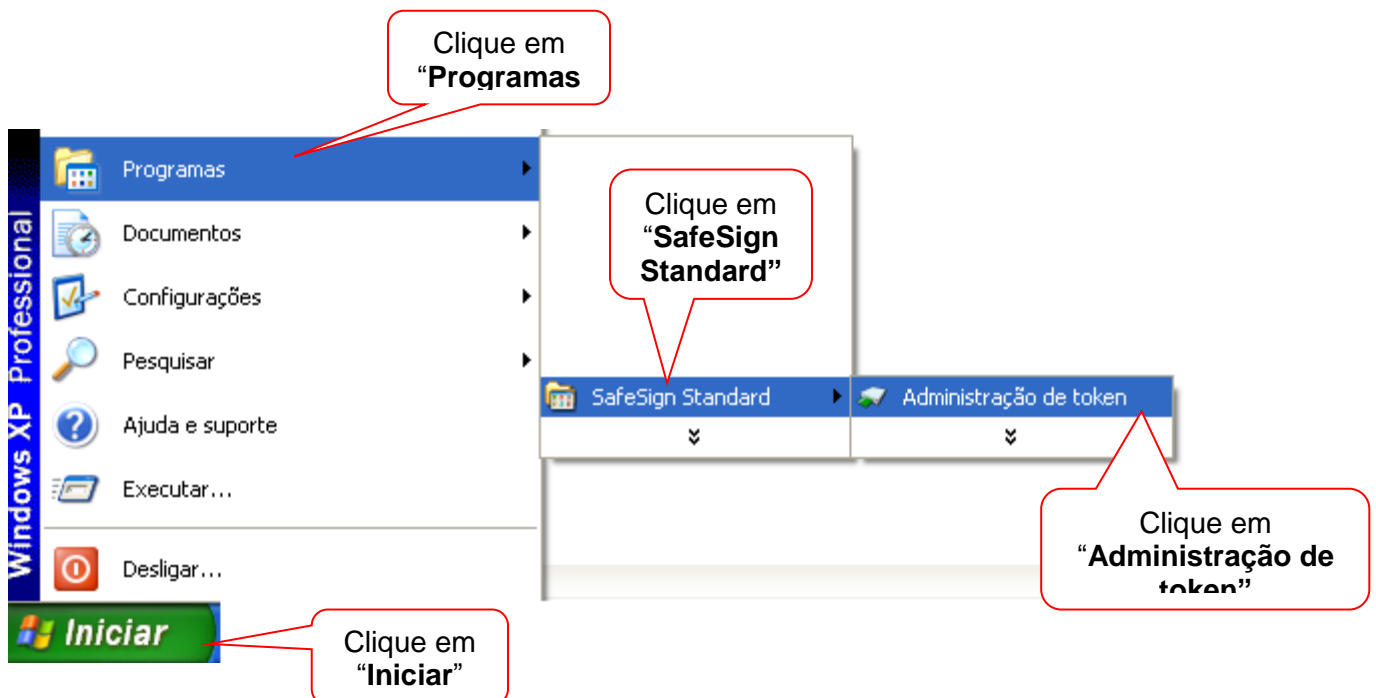 Clique em
“Programas
Programas
Documentos
Configurações
Pesquisar
Ajuda e suporte
Executar...
Desligar...
Windows XP Professional
Iniciar
Clique em
“SafeSign
Standard”
SafeSign Standard
Administração de token
Clique em
“Administração de
token”
Clique em
“Iniciar”